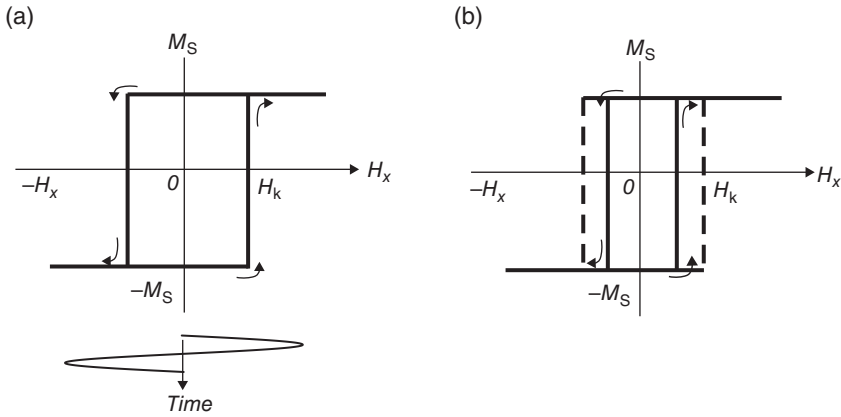 (a)
M_S
–H_x
0
H_k
H_x
–M_S
Time
(b)
M_S
–H_x
0
H_k
H_x
–M_S